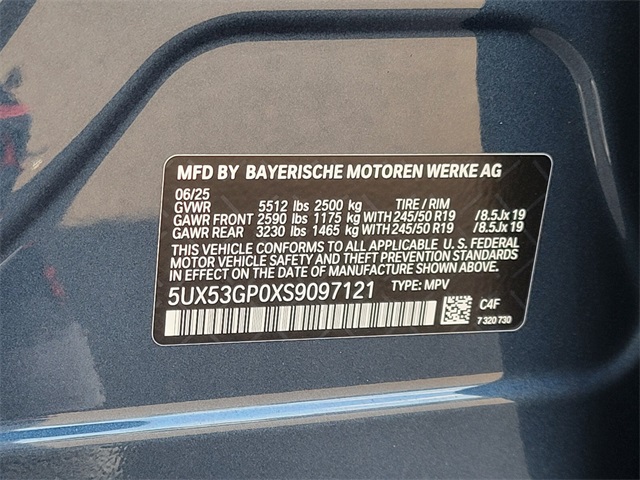 MFD BY BAYERISCHE MOTOREN WERKE AG
06/25
GVWR 5512 lbs 2500 kg TIRE / RIM
GAWR FRONT 2590 lbs 1175 kg WITH 245/50 R19 /8.5Jx 19
GAWR REAR 3230 lbs 1465 kg WITH 245/50 R19 /8.5Jx 19
THIS VEHICLE CONFORMS TO ALL APPLICABLE U. S. FEDERAL
MOTOR VEHICLE SAFETY AND THEFT PREVENTION STANDARDS
IN EFFECT ON THE DATE OF MANUFACTURE SHOWN ABOVE.
5UX53GP0XS9097121 TYPE: MPV
C4F
7 320 730